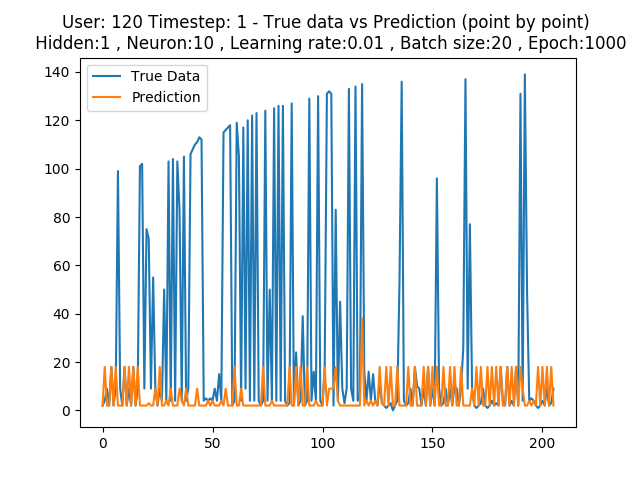 User: 120 Timestep: 1 - True data vs Prediction (point by point)
Hidden:1 , Neuron:10 , Learning rate:0.01 , Batch size:20 , Epoch:1000
True Data
Prediction
140
120
100
80
60
40
20
0
0 50 100 150 200